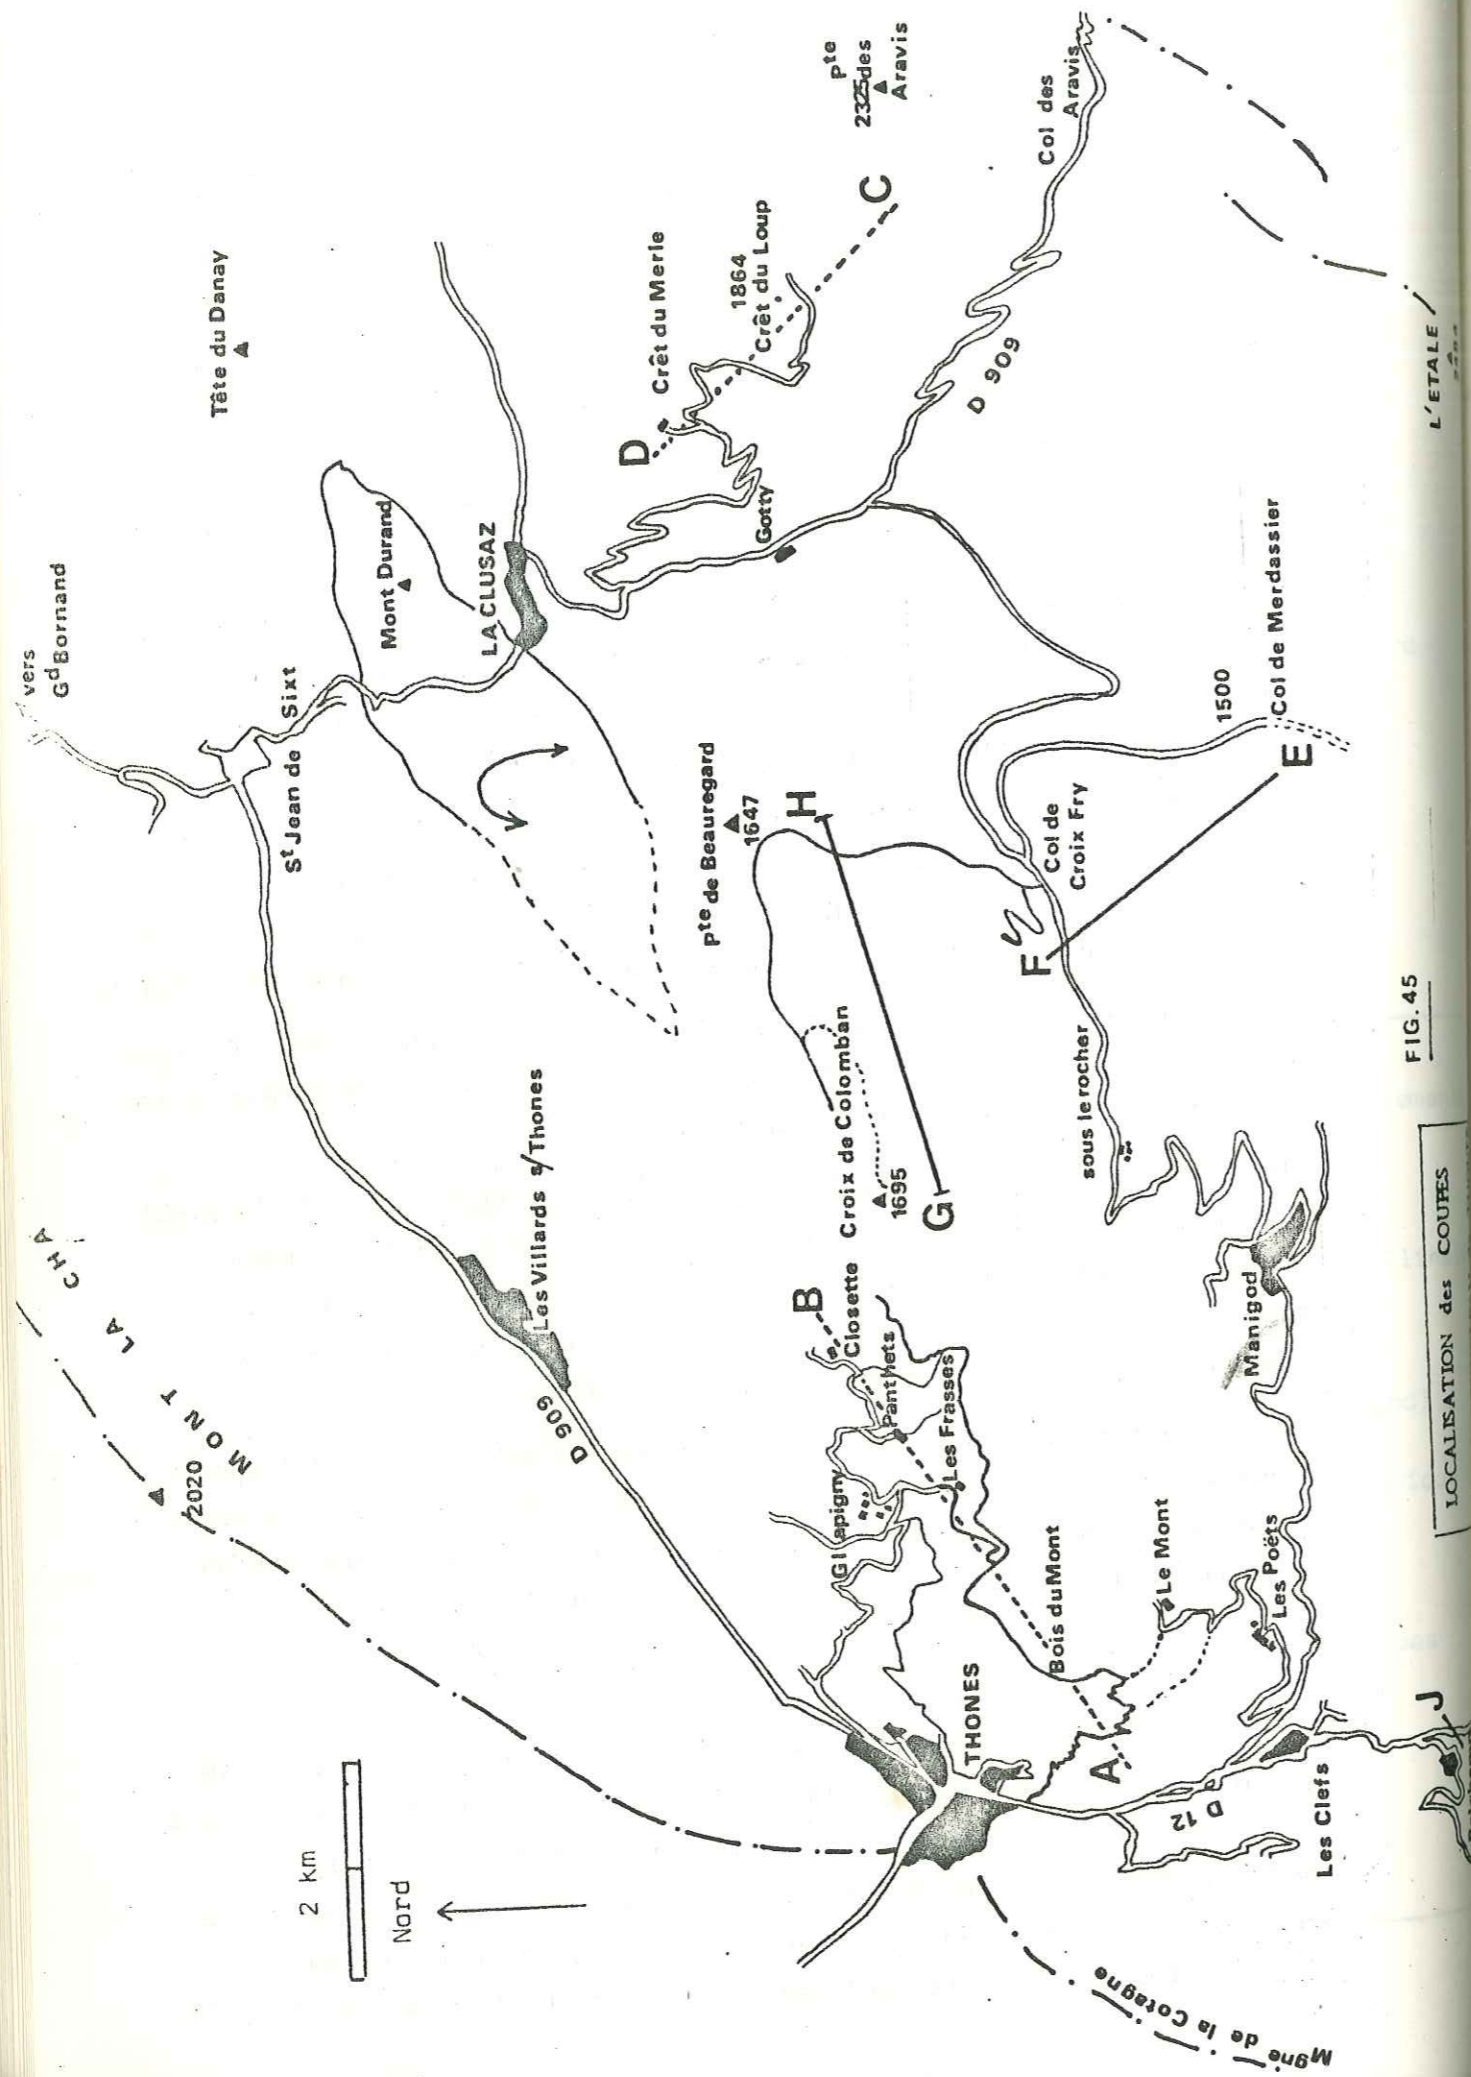 2 km
Nord
vers
Gd Bornand
Tête du Danay
St Jean de Sixt
Mont Durand
LA CLUSAZ
MONT LA CHA
2020
D 909
Les Villards s/Thones
Crêt du Merle
D
1864
Crêt du Loup
C
Pte
2325 des
Aravis
Gotty
Col des
Aravis
D 909
Pte de Beauregard
1647
H
Croix de Colomban
1695
G
B
Closette
Panthets
Glapigny
Les Frasses
THONES
Bois du Mont
A
Le Mont
Les Poëts
Col de
Croix Fry
F
sous le rocher
Manigod
1500
Col de Merdassier
E
L'ETALE
D 12
Les Clefs
J
Mgne de la Cotagne
FIG. 45
LOCALISATION des COUPES